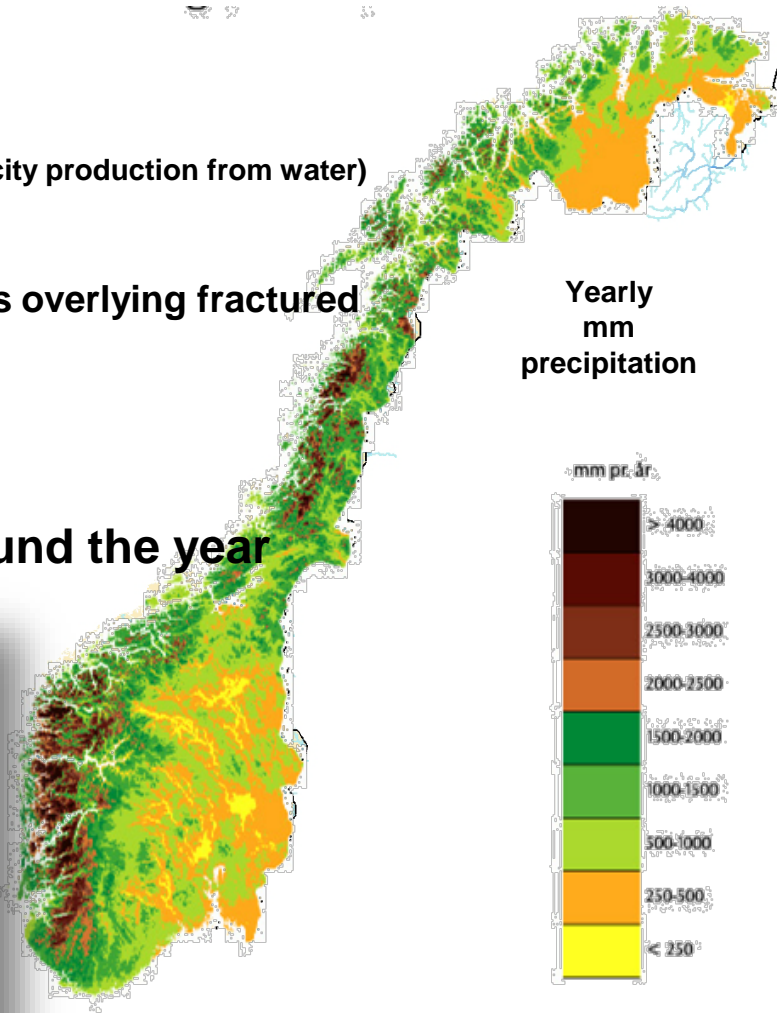 city production from water)
s overlying fractured
Yearly
mm
precipitation
und the year
mm pr. år
> 4000
3000-4000
2500-3000
2000-2500
1500-2000
1000-1500
500-1000
250-500
< 250